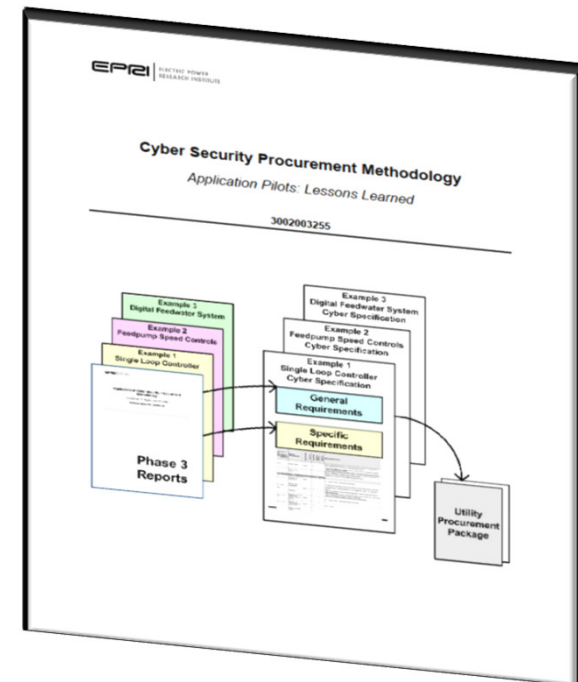 EPRI
ELECTRIC POWER
RESEARCH INSTITUTE
Cyber Security Procurement Methodology
Application Pilots: Lessons Learned
3002003255
Example 3
Digital Feedwater System
Example 2
Feedpump Speed Controls
Example 1
Single Loop Controller
Phase 3
Reports
Example 3
Digital Feedwater System
Cyber Specification
Example 2
Feedpump Speed Controls
Cyber Specification
Example 1
Single Loop Controller
Cyber Specification
General
Requirements
Specific
Requirements
Utility
Procurement
Package